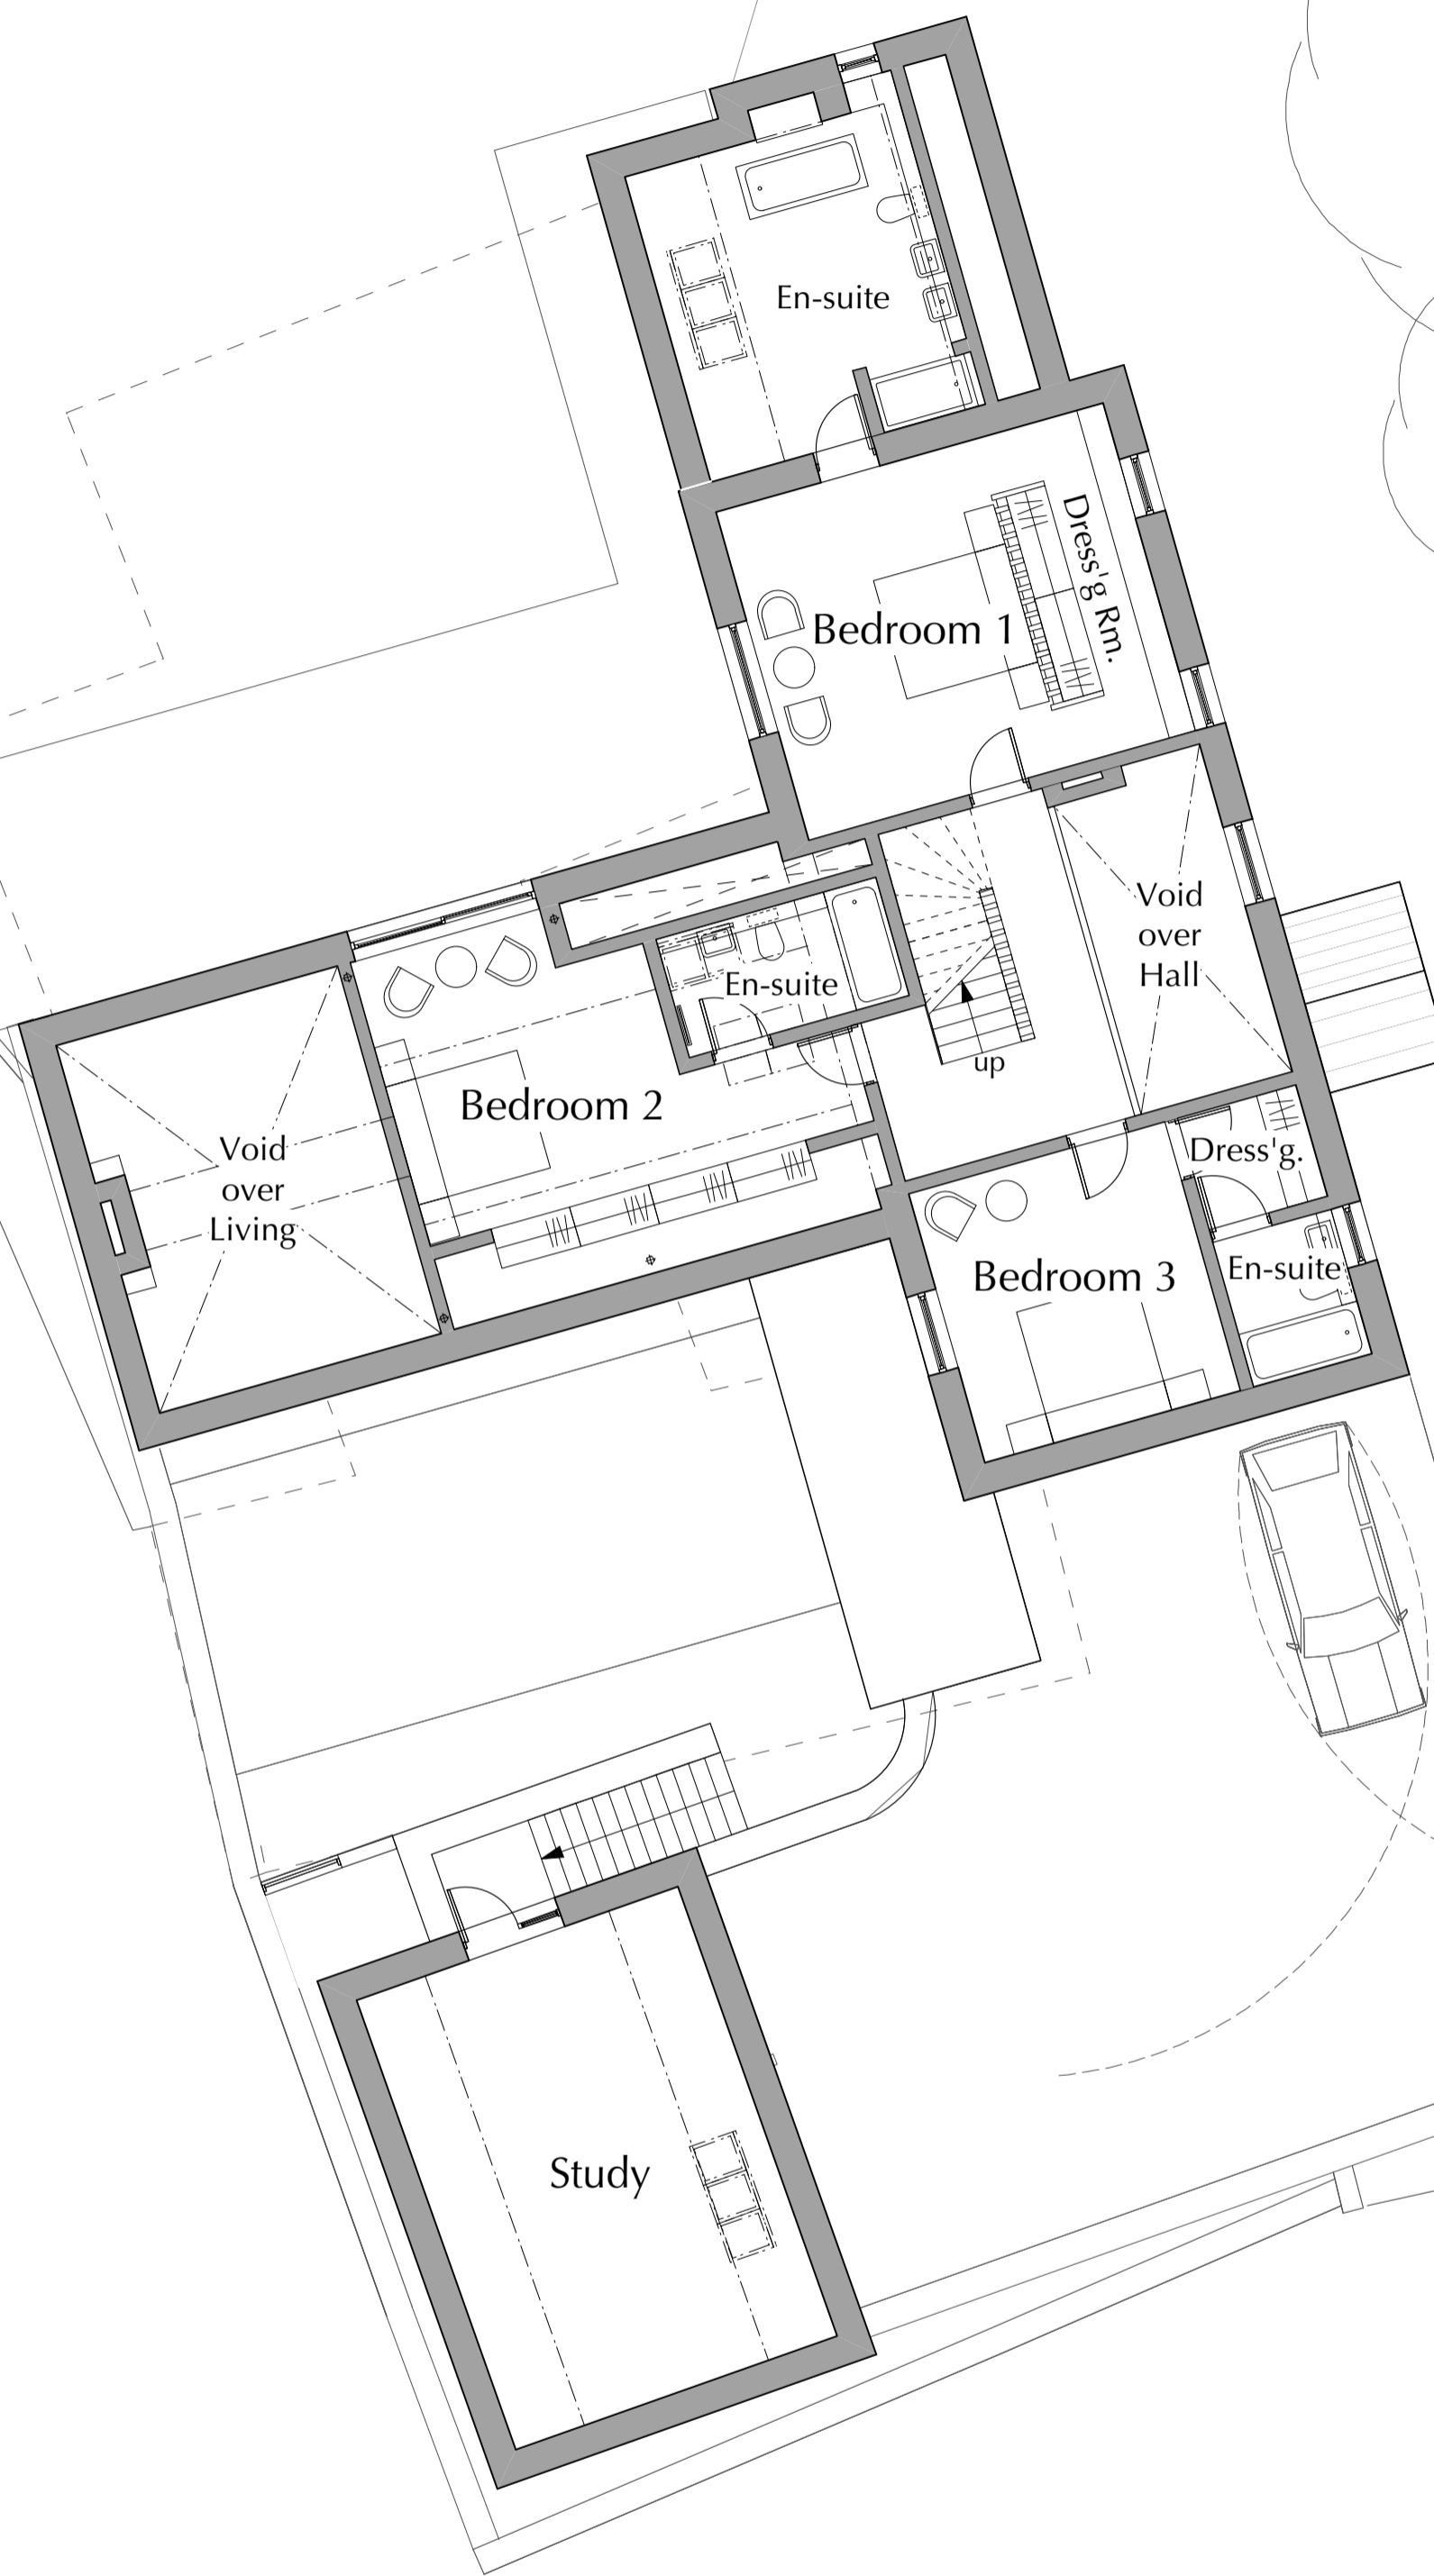 En-suite
Dress'g Rm.
Bedroom 1
Void
over
Hall
En-suite
up
Bedroom 2
Void
over
Living
Dress'g.
En-suite
Bedroom 3
Study